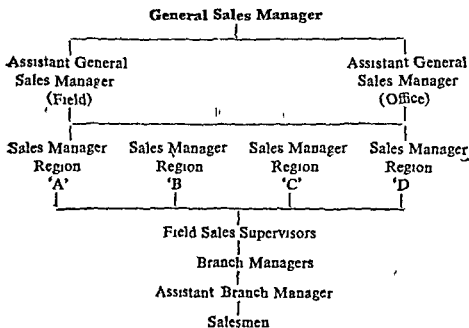 General Sales Manager
Assistant General Assistant General
Sales Manager Sales Manager
(Field) (Office)
Sales Manager Sales Manager Sales Manager Sales Manager
Region Region Region Region
'A' 'B 'C' 'D
Field Sales Supervisors
Branch Managers
Assistant Branch Manager
Salesmen